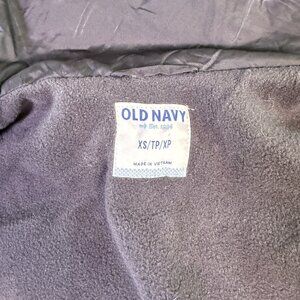 OLD NAVY
Est. 1994
XS/TP/XP
MADE IN VIETNAM